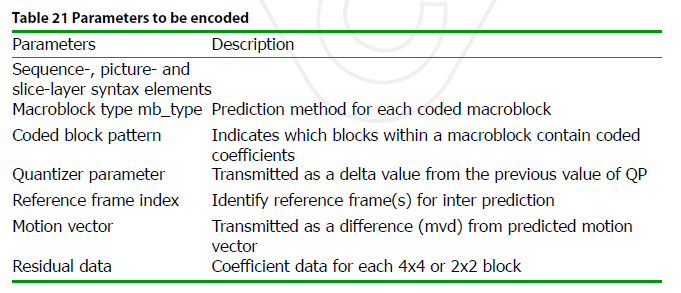 Table 21 Parameters to be encoded
Parameters Description
Sequence-, picture- and
slice-layer syntax elements
Macroblock type mb_type Prediction method for each coded macroblock
Coded block pattern Indicates which blocks within a macroblock contain coded
coefficients
Quantizer parameter Transmitted as a delta value from the previous value of QP
Reference frame index Identify reference frame(s) for inter prediction
Motion vector Transmitted as a difference (mvd) from predicted motion
vector
Residual data Coefficient data for each 4x4 or 2x2 block